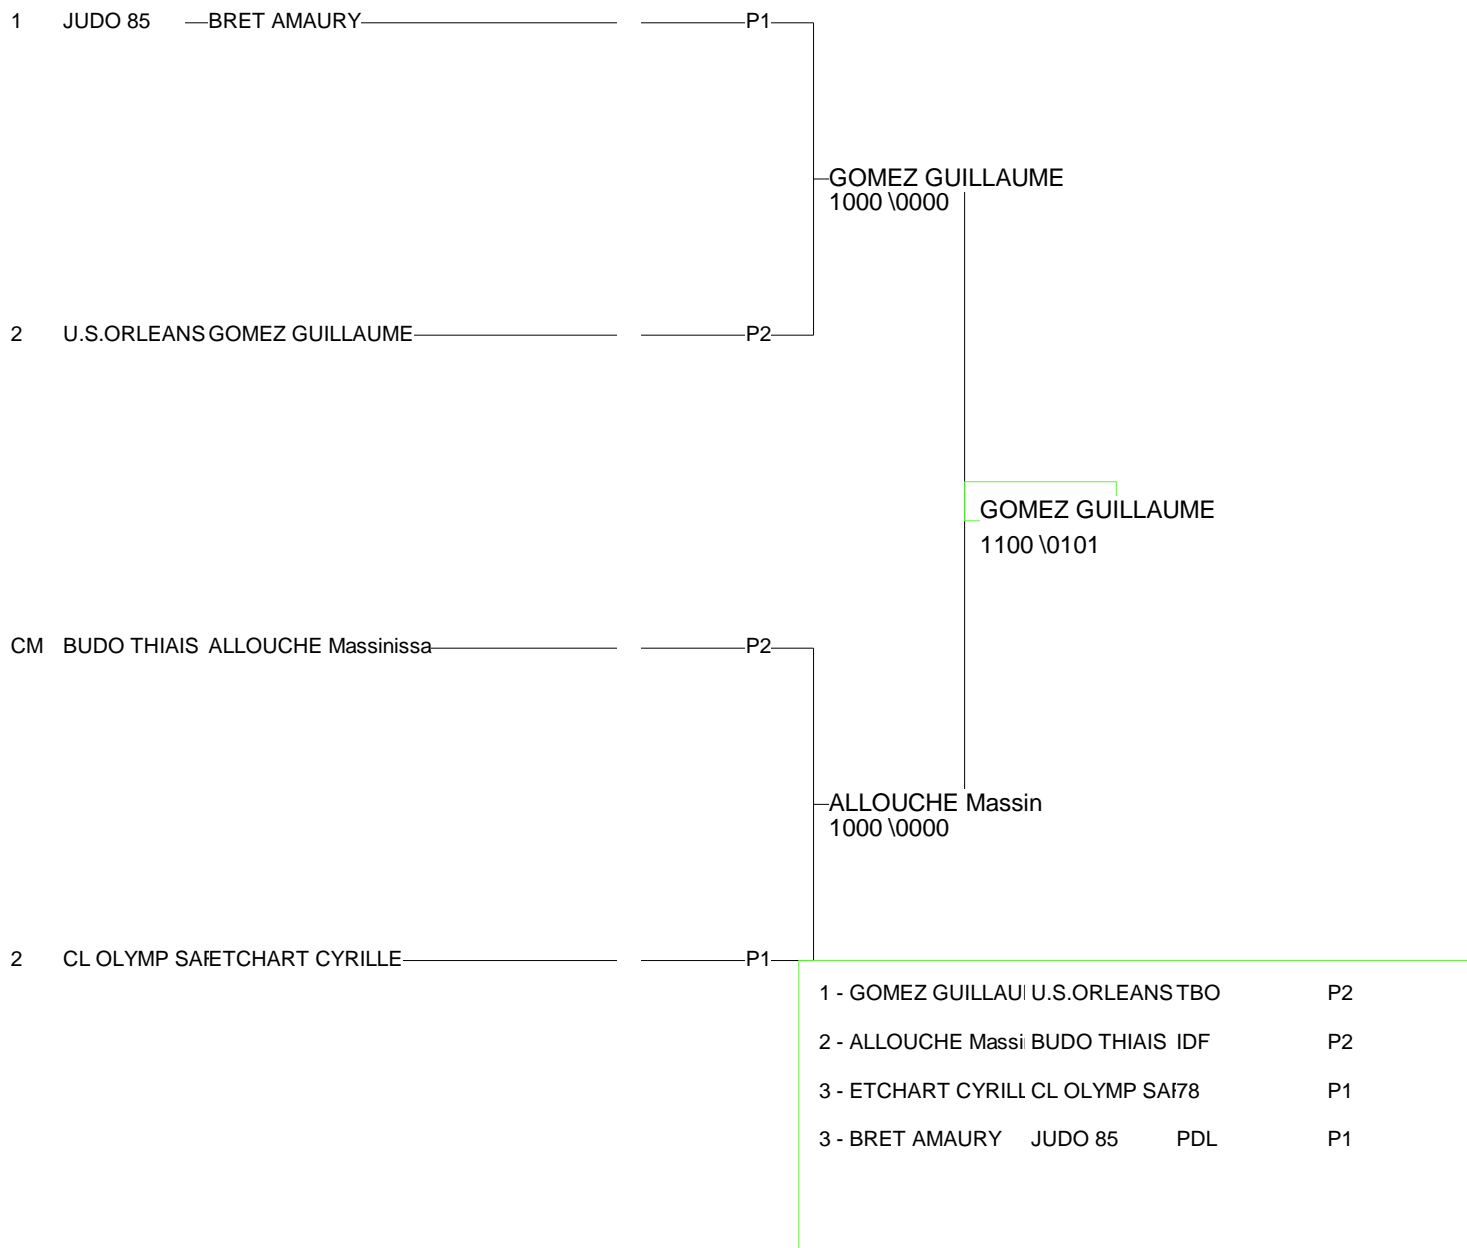 1 JUDO 85 BRET AMAURY P1
GOMEZ GUILLAUME
1000 \0000
2 U.S.ORLEANS GOMEZ GUILLAUME P2
GOMEZ GUILLAUME
1100 \0101
CM BUDO THIAIS ALLOUCHE Massinissa P2
ALLOUCHE Massin
1000 \0000
2 CL OLYMP SAR ETCHART CYRILLE P1
1 - GOMEZ GUILLAU U.S.ORLEANS TBO P2
2 - ALLOUCHE Massi BUDO THIAIS IDF P2
3 - ETCHART CYRILL CL OLYMP SAR 78 P1
3 - BRET AMAURY JUDO 85 PDL P1